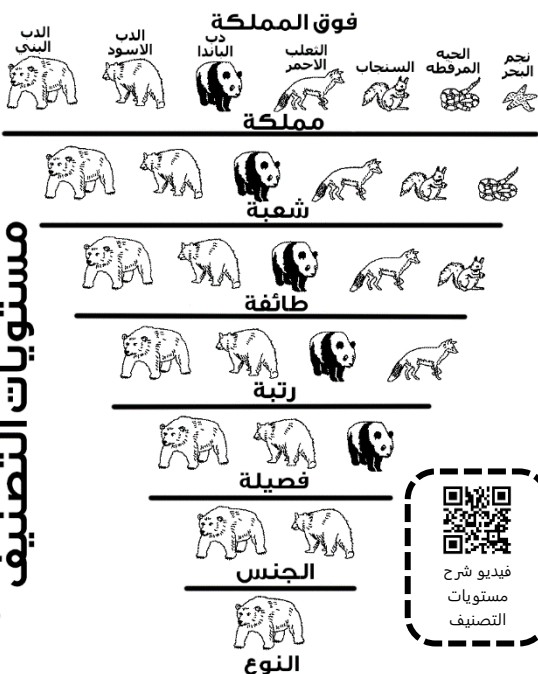 فوق المملكة
الدب البني
الدب الاسود
دب الباندا
الثعلب الاحمر
السنجاب
الحيه المرقطه
نجم البحر
مملكة
شعبة
طائفة
رتبة
فصيلة
الجنس
النوع
مستويات التصنيف
فيديو شرح
مستويات
التصنيف